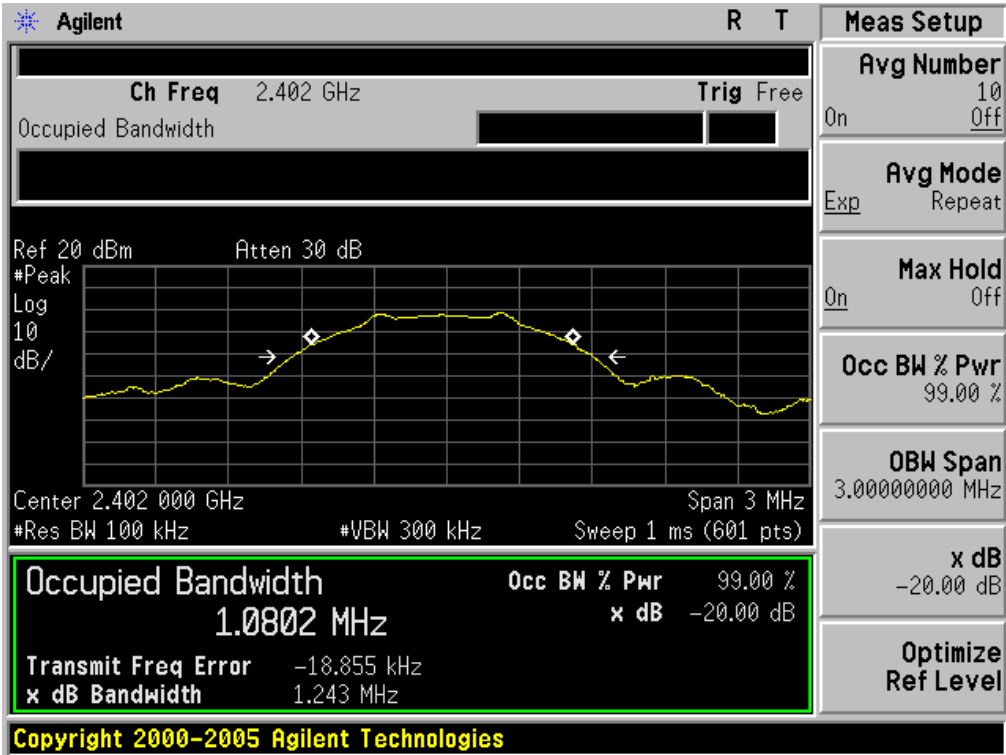 Agilent R T
Ch Freq 2.402 GHz Trig Free
Occupied Bandwidth
Ref 20 dBm Atten 30 dB
#Peak
Log
10
dB/
Center 2.402 000 GHz Span 3 MHz
#Res BW 100 kHz #VBW 300 kHz Sweep 1 ms (601 pts)
Occupied Bandwidth Occ BW % Pwr 99.00 %
1.0802 MHz x dB -20.00 dB
Transmit Freq Error -18.855 kHz
x dB Bandwidth 1.243 MHz
Copyright 2000-2005 Agilent Technologies
Meas Setup
Avg Number
10
On Off
Avg Mode
Exp Repeat
Max Hold
On Off
Occ BW % Pwr
99.00 %
OBW Span
3.00000000 MHz
x dB
-20.00 dB
Optimize
Ref Level